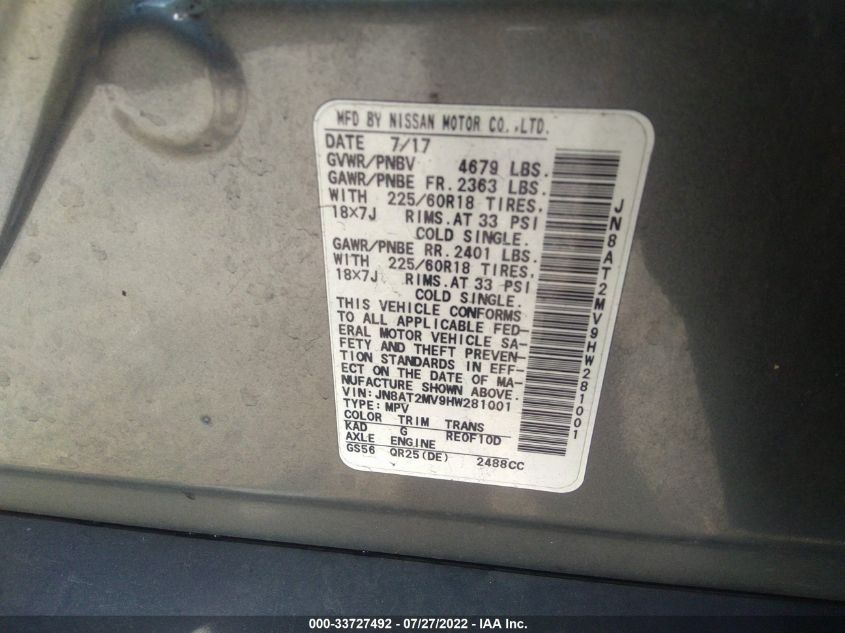 MFD BY NISSAN MOTOR CO.,LTD.
DATE 7/17
GVWR/PNBV 4679 LBS.
GAWR/PNBE FR. 2363 LBS.
WITH 225/60R18 TIRES,
18×7J RIMS. AT 33 PSI
COLD SINGLE.
GAWR/PNBE RR. 2401 LBS.
WITH 225/60R18 TIRES,
18×7J RIMS. AT 33 PSI
COLD SINGLE.
THIS VEHICLE CONFORMS
TO ALL APPLICABLE FED-
ERAL MOTOR VEHICLE SA-
FETY AND THEFT PREVEN-
TION STANDARDS IN EFF-
ECT ON THE DATE OF MA-
NUFACTURE SHOWN ABOVE.
VIN: JN8AT2MV9HW281001
TYPE: MPV
COLOR TRIM TRANS
KAD G RE0F10D
AXLE ENGINE
GS56 QR25(DE) 2488CC
JN8AT2MV9HW281001
000-33727492 - 07/27/2022 - IAA Inc.